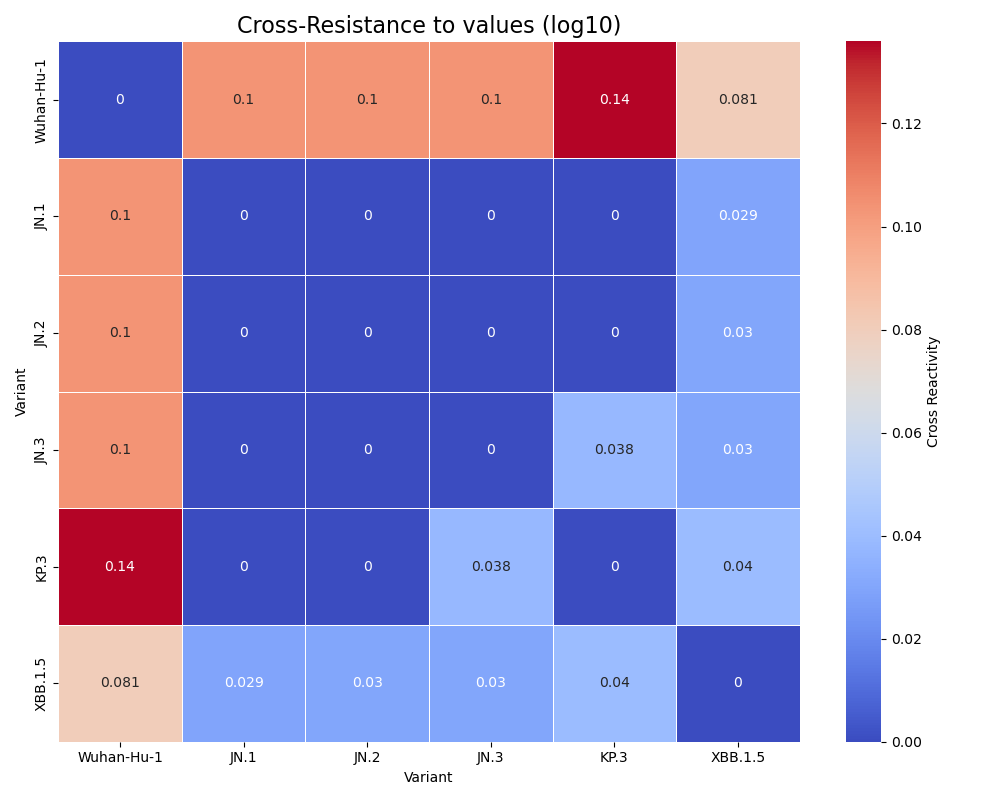 Cross-Resistance to values (log10)
Wuhan-Hu-1 0 0.1 0.1 0.1 0.14 0.081
JN.1 0.1 0 0 0 0 0.029
JN.2 0.1 0 0 0 0 0.03
JN.3 0.1 0 0 0 0.038 0.03
KP.3 0.14 0 0 0.038 0 0.04
XBB.1.5 0.081 0.029 0.03 0.03 0.04 0
Variant
Wuhan-Hu-1 JN.1 JN.2 JN.3 KP.3 XBB.1.5
Variant
0.12
0.10
0.08
0.06
0.04
0.02
0.00
Cross Reactivity